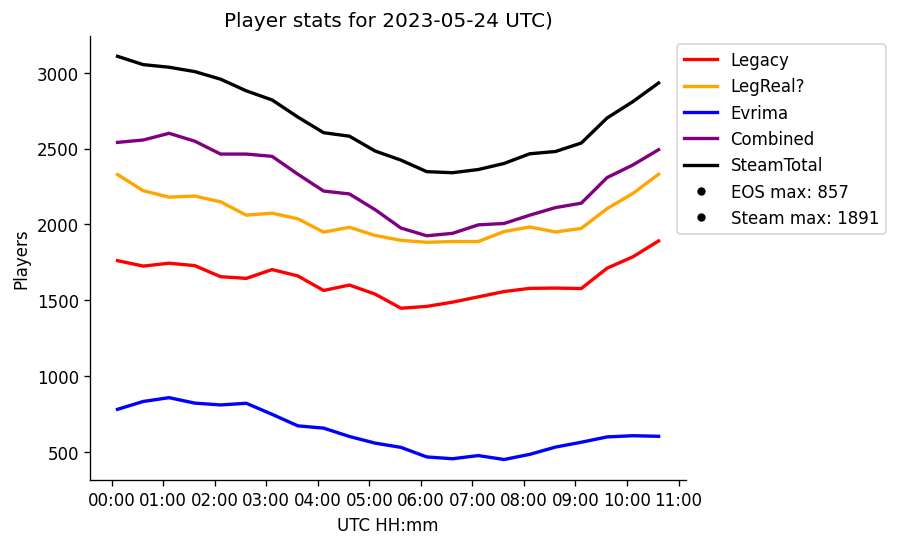 Player stats for 2023-05-24 UTC)
Legacy
LegReal?
Evrima
Combined
SteamTotal
EOS max: 857
Steam max: 1891
Players
3000
2500
2000
1500
1000
500
00:00 01:00 02:00 03:00 04:00 05:00 06:00 07:00 08:00 09:00 10:00 11:00
UTC HH:mm